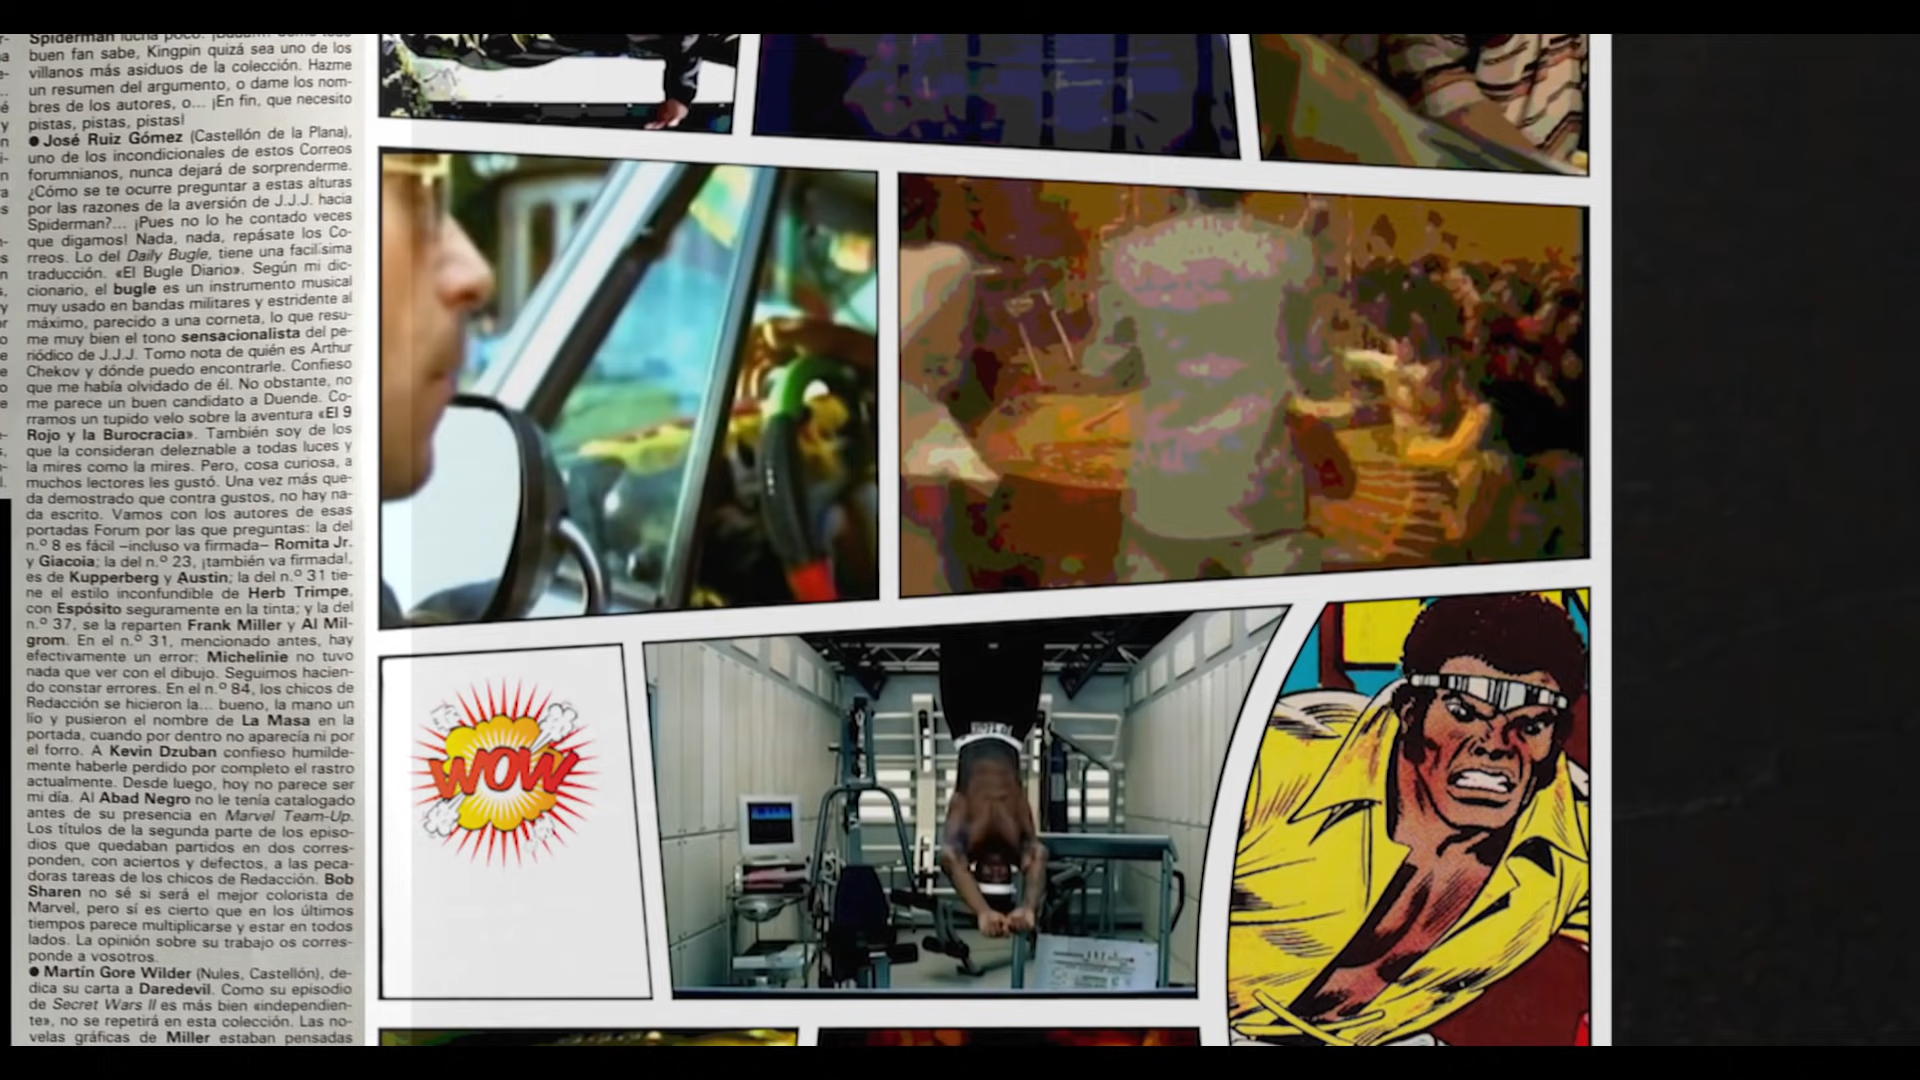 Spiderman lucha poco.
buen fan sabe, Kingpin quizá sea uno de los
villanos más asiduos de la colección. Hazme
un resumen del argumento, o dame los nom-
bres de los autores, o... ¡En fin, que necesito
pistas, pistas, pistas!
● José Ruiz Gómez (Castellón de la Plana),
uno de los incondicionales de estos Correos
forumnianos, nunca dejará de sorprenderme.
¿Cómo se te ocurre preguntar a estas alturas
por las razones de la aversión de J.J.J. hacia
Spiderman?... ¡Pues no lo he contado veces
que digamos! Nada, nada, repásate los Co-
rreos. Lo del Daily Bugle, tiene una facilísima
traducción. «El Bugle Diario». Según mi dic-
cionario, el bugle es un instrumento musical
muy usado en bandas militares y estridente al
máximo, parecido a una corneta, lo que resu-
me muy bien el tono sensacionalista del pe-
riódico de J.J.J. Tomo nota de quién es Arthur
Chekov y dónde puedo encontrarle. Confieso
que me había olvidado de él. No obstante, no
me parece un buen candidato a Duende. Co-
rramos un tupido velo sobre la aventura «El 9
Rojo y la Burocracia». También soy de los
que la consideran deleznable a todas luces y
la mires como la mires. Pero, cosa curiosa, a
muchos lectores les gustó. Una vez más que-
da demostrado que contra gustos, no hay na-
da escrito. Vamos con los autores de esas
portadas Forum por las que preguntas: la del
n.º 8 es fácil –incluso va firmada– Romita Jr.
y Giacoia; la del n.º 23, ¡también va firmada!,
es de Kupperberg y Austin; la del n.º 31 tie-
ne el estilo inconfundible de Herb Trimpe,
con Espósito seguramente en la tinta; y la del
n.º 37, se la reparten Frank Miller y Al Mil-
grom. En el n.º 31, mencionado antes, hay
efectivamente un error: Michelinie no tuvo
nada que ver con el dibujo. Seguimos hacien-
do constar errores. En el n.º 84, los chicos de
Redacción se hicieron la... bueno, la mano un
lío y pusieron el nombre de La Masa en la
portada, cuando por dentro no aparecía ni por
el forro. A Kevin Dzuban confieso humilde-
mente haberle perdido por completo el rastro
actualmente. Desde luego, hoy no parece ser
mi día. Al Abad Negro no le tenía catalogado
antes de su presencia en Marvel Team-Up.
Los títulos de la segunda parte de los episo-
dios que quedaban partidos en dos corres-
ponden, con aciertos y defectos, a las peca-
doras tareas de los chicos de Redacción. Bob
Sharen no sé si será el mejor colorista de
Marvel, pero sí es cierto que en los últimos
tiempos parece multiplicarse y estar en todos
lados. La opinión sobre su trabajo os corres-
ponde a vosotros.
● Martín Gore Wilder (Nules, Castellón), de-
dica su carta a Daredevil. Como su episodio
de Secret Wars II es más bien «independien-
te», no se repetirá en esta colección. Las no-
velas gráficas de Miller estaban pensadas
WOW